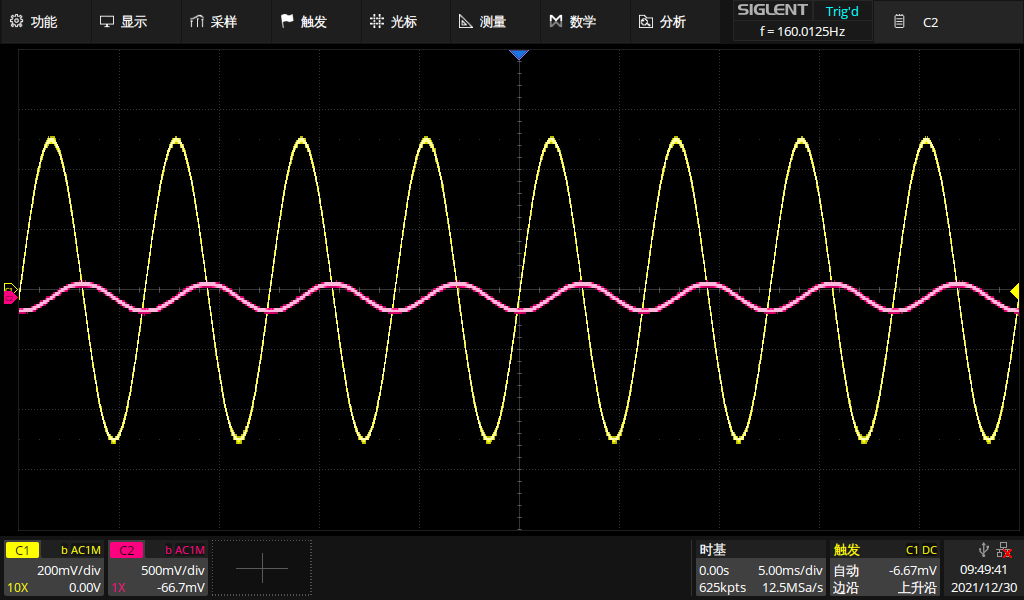 功能 显示 采样 触发 光标 测量 数学 分析 SIGLENT Trig'd C2
f = 160.0125Hz
C1 b AC1M C2 b AC1M 时基 触发 C1 DC
200mV/div 500mV/div 0.00s 5.00ms/div 自动 -6.67mV 09:49:41
10X 0.00V 1X -66.7mV 625kpts 12.5MSa/s 边沿 上升沿 2021/12/30